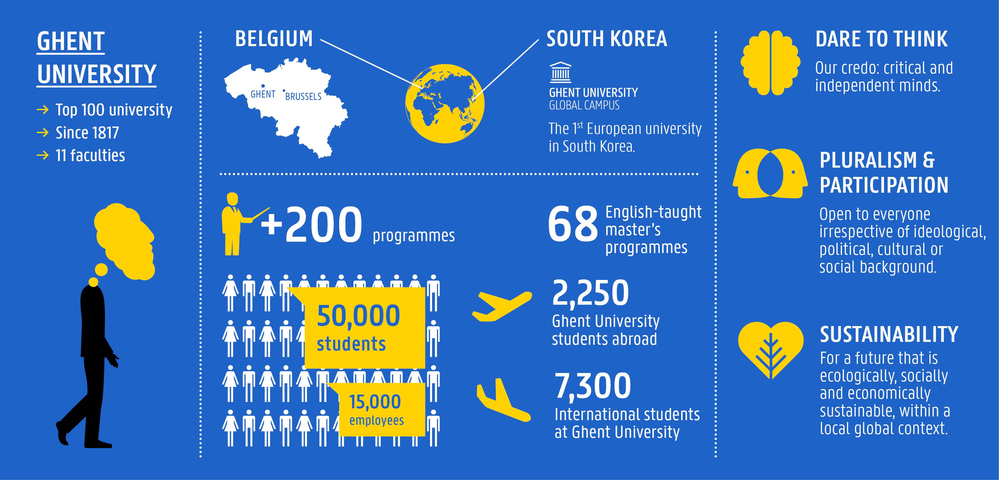 GHENT
UNIVERSITY
→ Top 100 university
→ Since 1817
→ 11 faculties
BELGIUM
GHENT
BRUSSELS
SOUTH KOREA
GHENT UNIVERSITY
GLOBAL CAMPUS
The 1st European university
in South Korea.
+200 programmes
68 English-taught
master's
programmes
50,000
students
15,000
employees
2,250
Ghent University
students abroad
7,300
International students
at Ghent University
DARE TO THINK
Our credo: critical and
independent minds.
PLURALISM &
PARTICIPATION
Open to everyone
irrespective of ideological,
political, cultural or
social background.
SUSTAINABILITY
For a future that is
ecologically, socially
and economically
sustainable, within a
local global context.